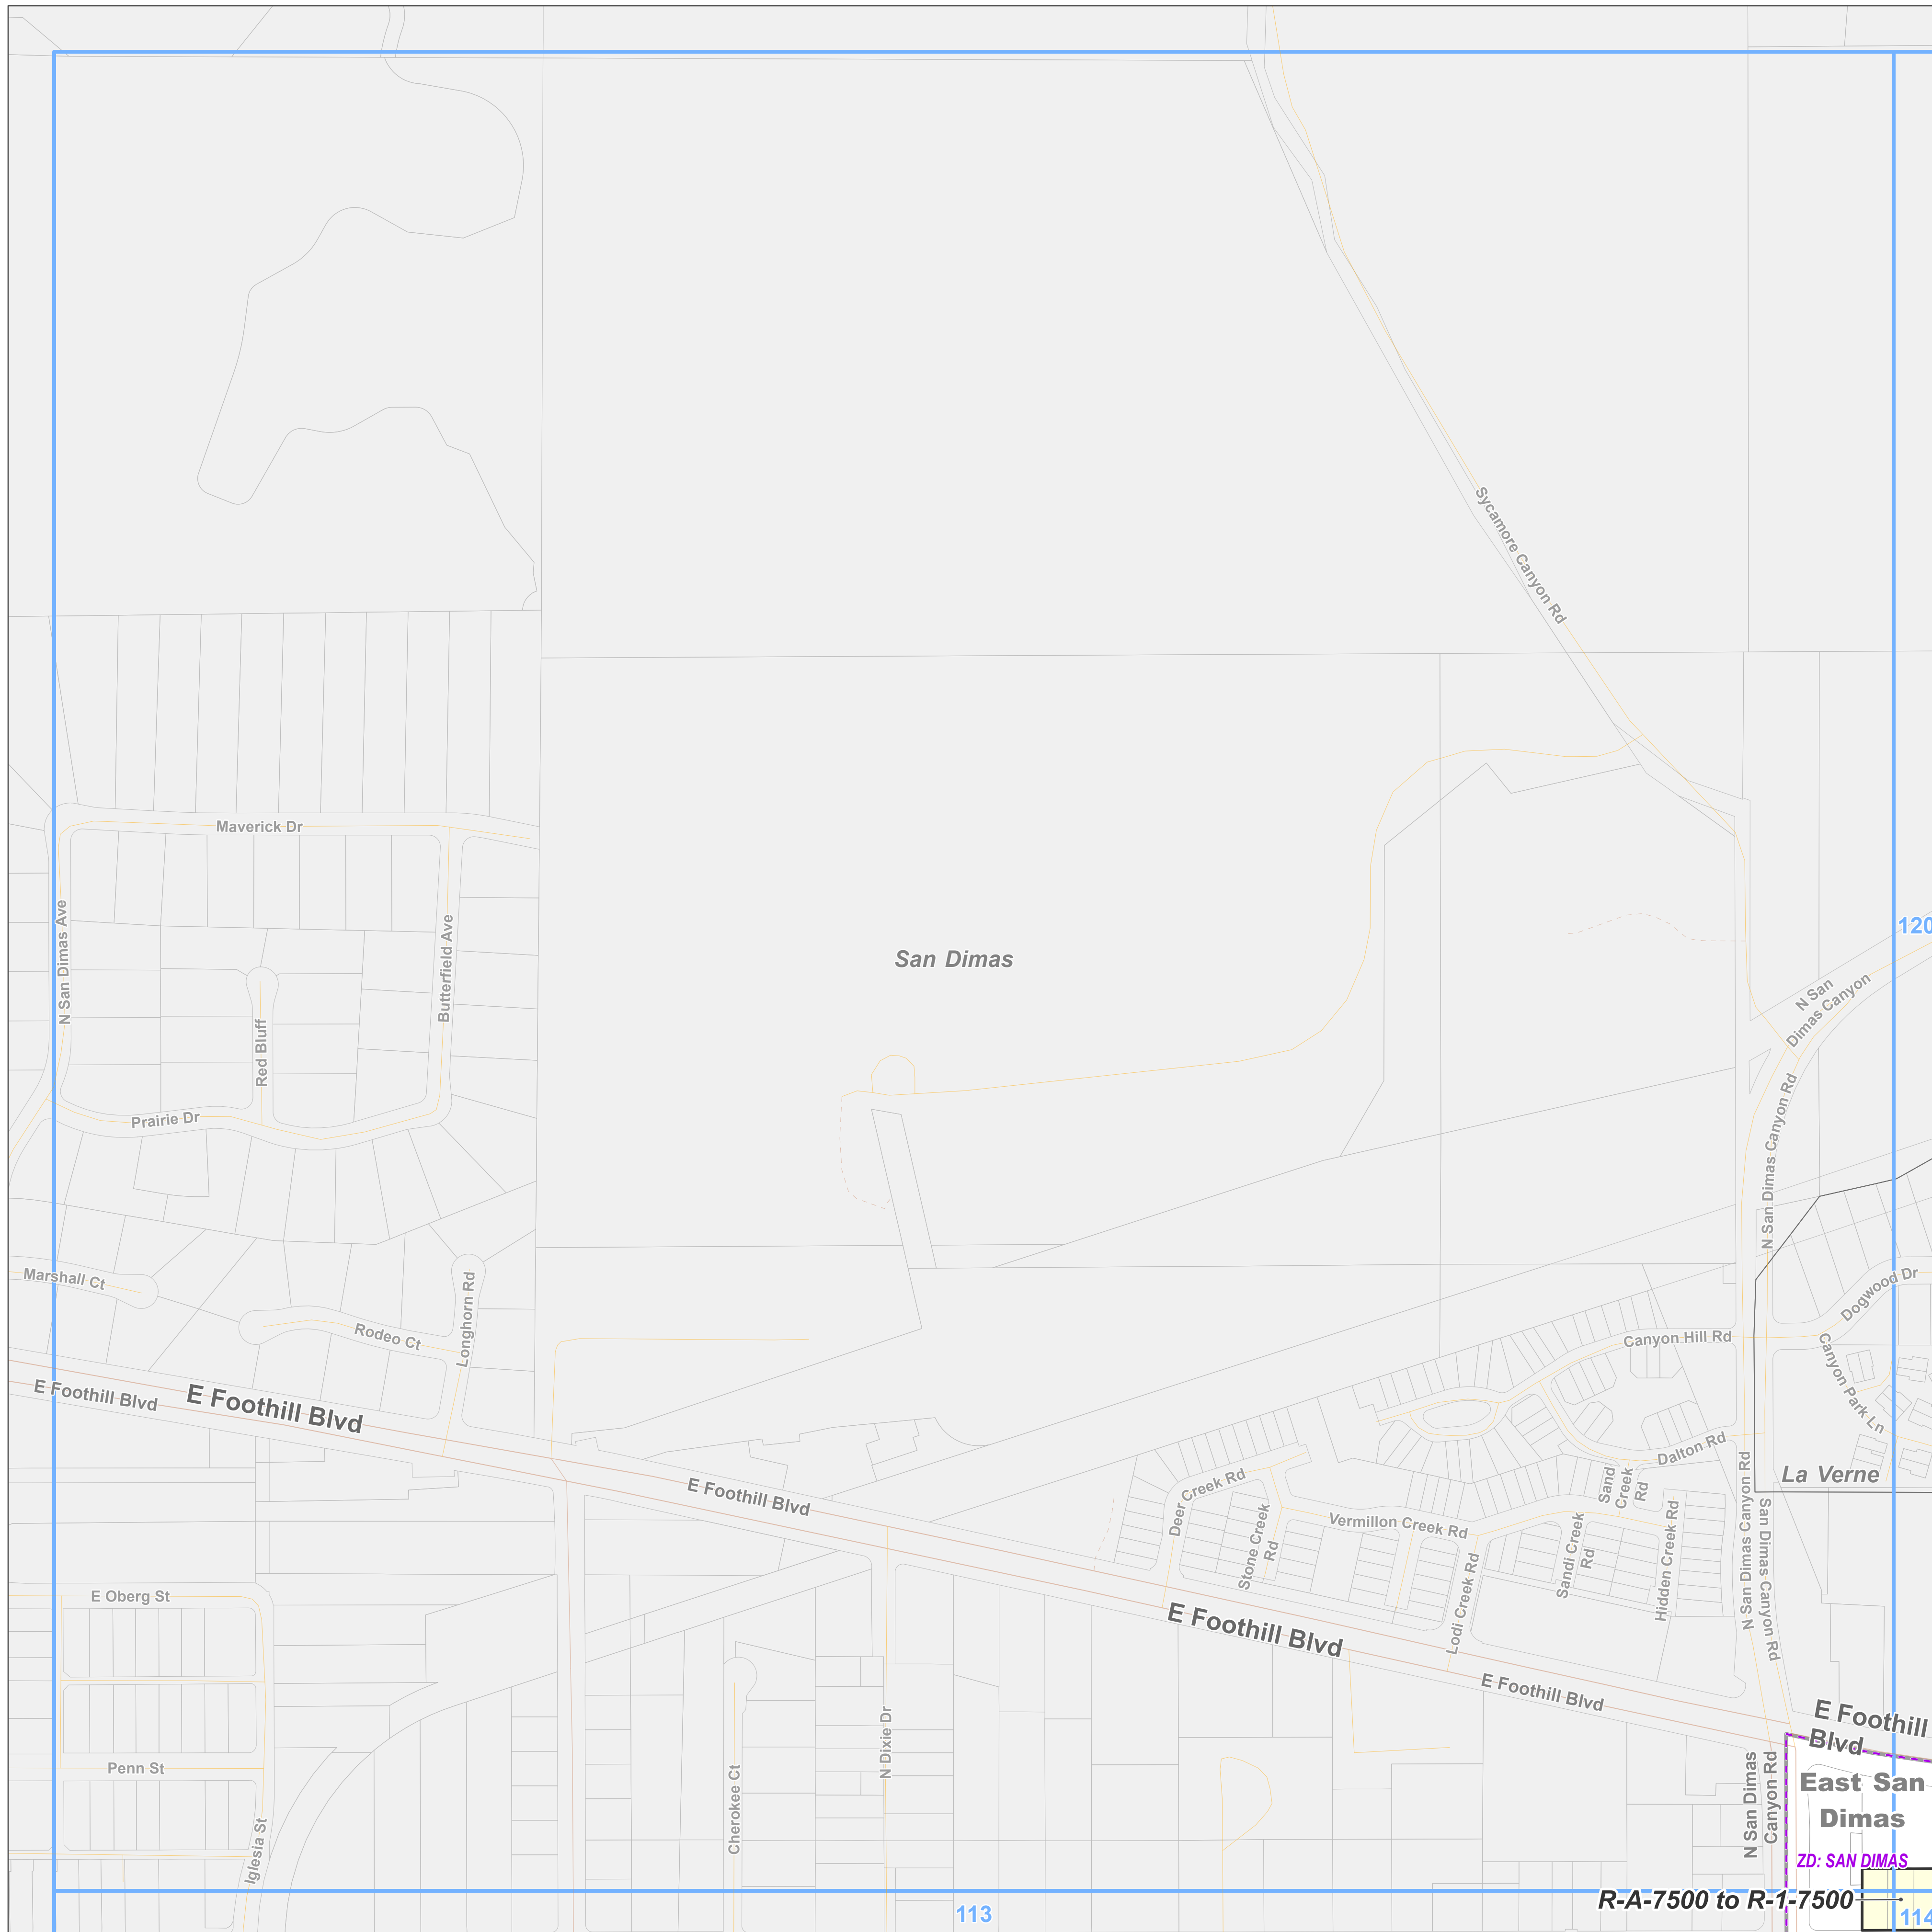 Sycamore Canyon Rd
Maverick Dr
N San Dimas Ave
Butterfield Ave
San Dimas
120
N San
Dimas Canyon
Red Bluff
Prairie Dr
N San Dimas Canyon Rd
Marshall Ct
Longhorn Rd
Rodeo Ct
Dogwood Dr
Canyon Hill Rd
Canyon Park Ln
E Foothill Blvd
E Foothill Blvd
Dalton Rd
La Verne
E Foothill Blvd
Deer
Creek Rd
Stone Creek
Rd
Vermillon Creek Rd
Sand
Creek
Rd
Sandi Creek
Rd
Hidden Creek Rd
Lodi Creek Rd
N San Dimas Canyon Rd
San Dimas Canyon Rd
E Oberg St
E Foothill Blvd
E Foothill Blvd
E Foothill
Blvd
Penn St
N Dixie Dr
Cherokee Ct
Iglesia St
N San Dimas
Canyon Rd
East San
Dimas
ZD: SAN DIMAS
R-A-7500 to R-1-7500
113
114